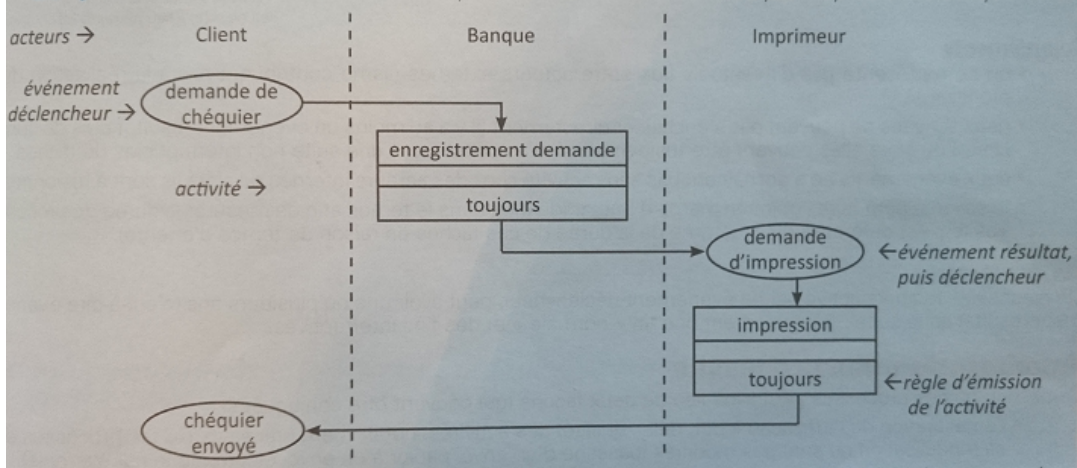 acteurs → Client Banque Imprimeur
événement
déclencheur →
demande de
chéquier
enregistrement demande
activité →
toujours
demande
d'impression
←événement résultat,
puis déclencheur
impression
toujours
←règle d'émission
de l'activité
chéquier
envoyé